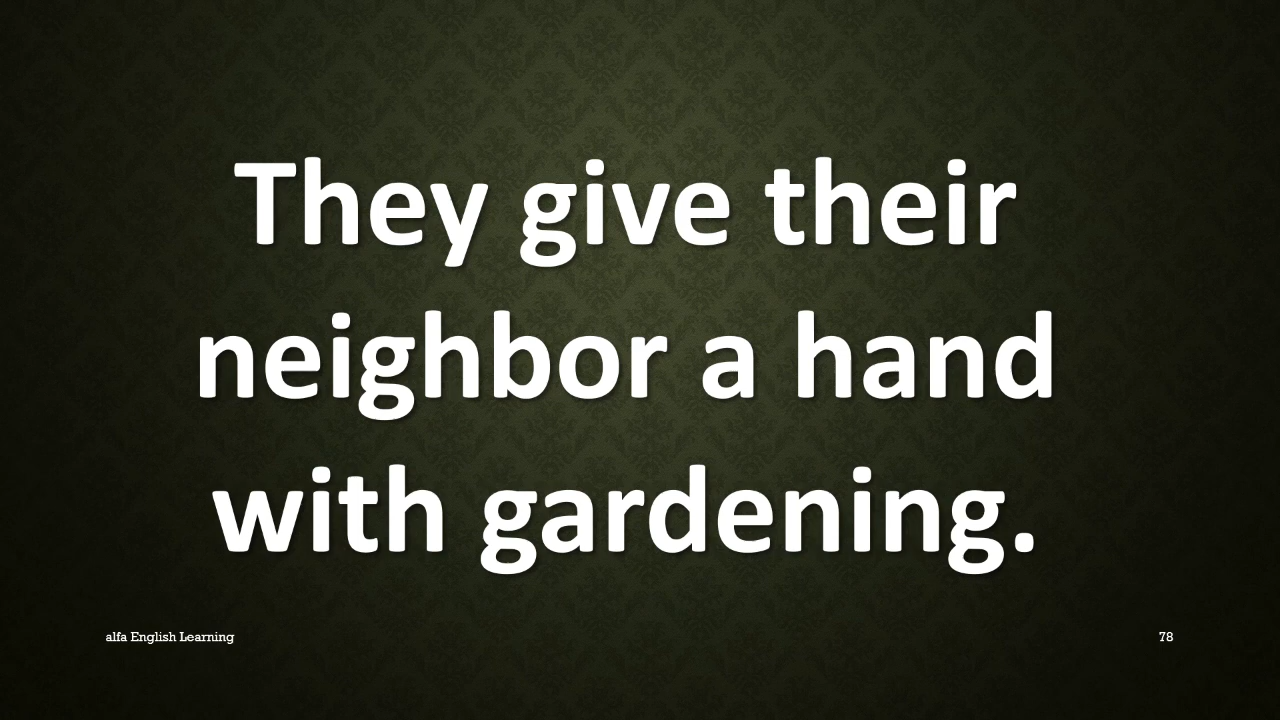 They give their
neighbor a hand
with gardening.
alfa English Learning
78